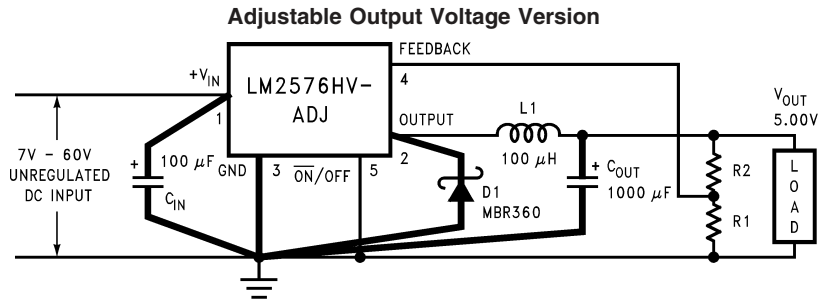 Adjustable Output Voltage Version
FEEDBACK
+V_IN
4
LM2576HV-
ADJ
1
OUTPUT
2
L1
100 μH
V_OUT
5.00V
7V - 60V
UNREGULATED
DC INPUT
+
100 μF
C_IN
GND
3
ON/OFF
5
D1
MBR360
+
C_OUT
1000 μF
R2
R1
LOAD